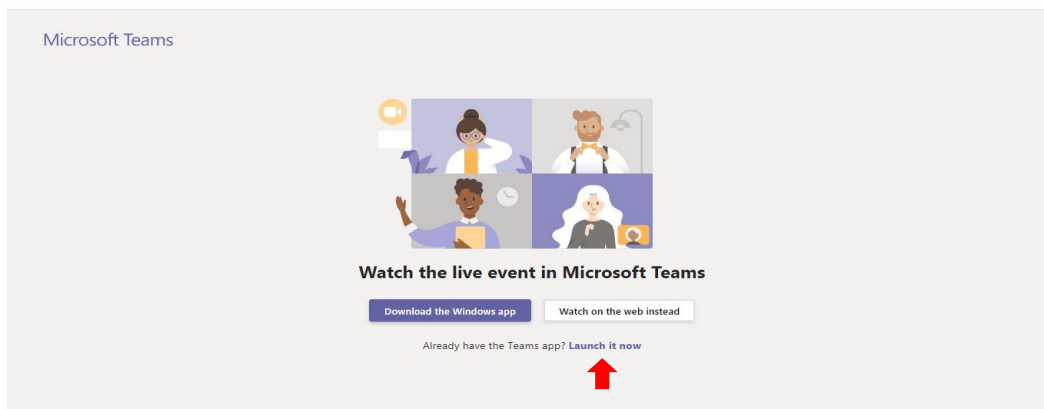 Microsoft Teams
Watch the live event in Microsoft Teams
Download the Windows app
Watch on the web instead
Already have the Teams app? Launch it now